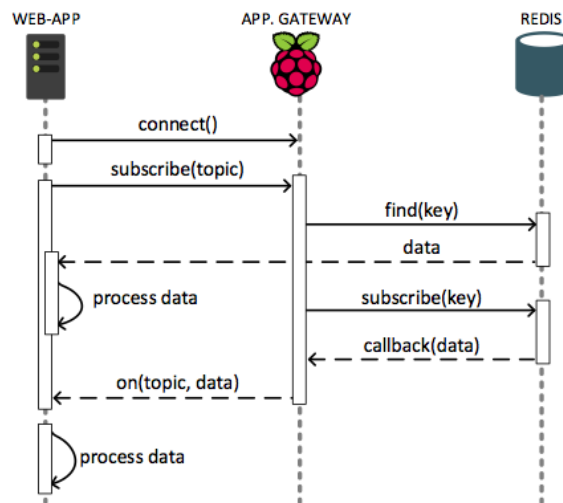 WEB-APP
APP. GATEWAY
REDIS
connect()
subscribe(topic)
find(key)
data
process data
subscribe(key)
callback(data)
on(topic, data)
process data